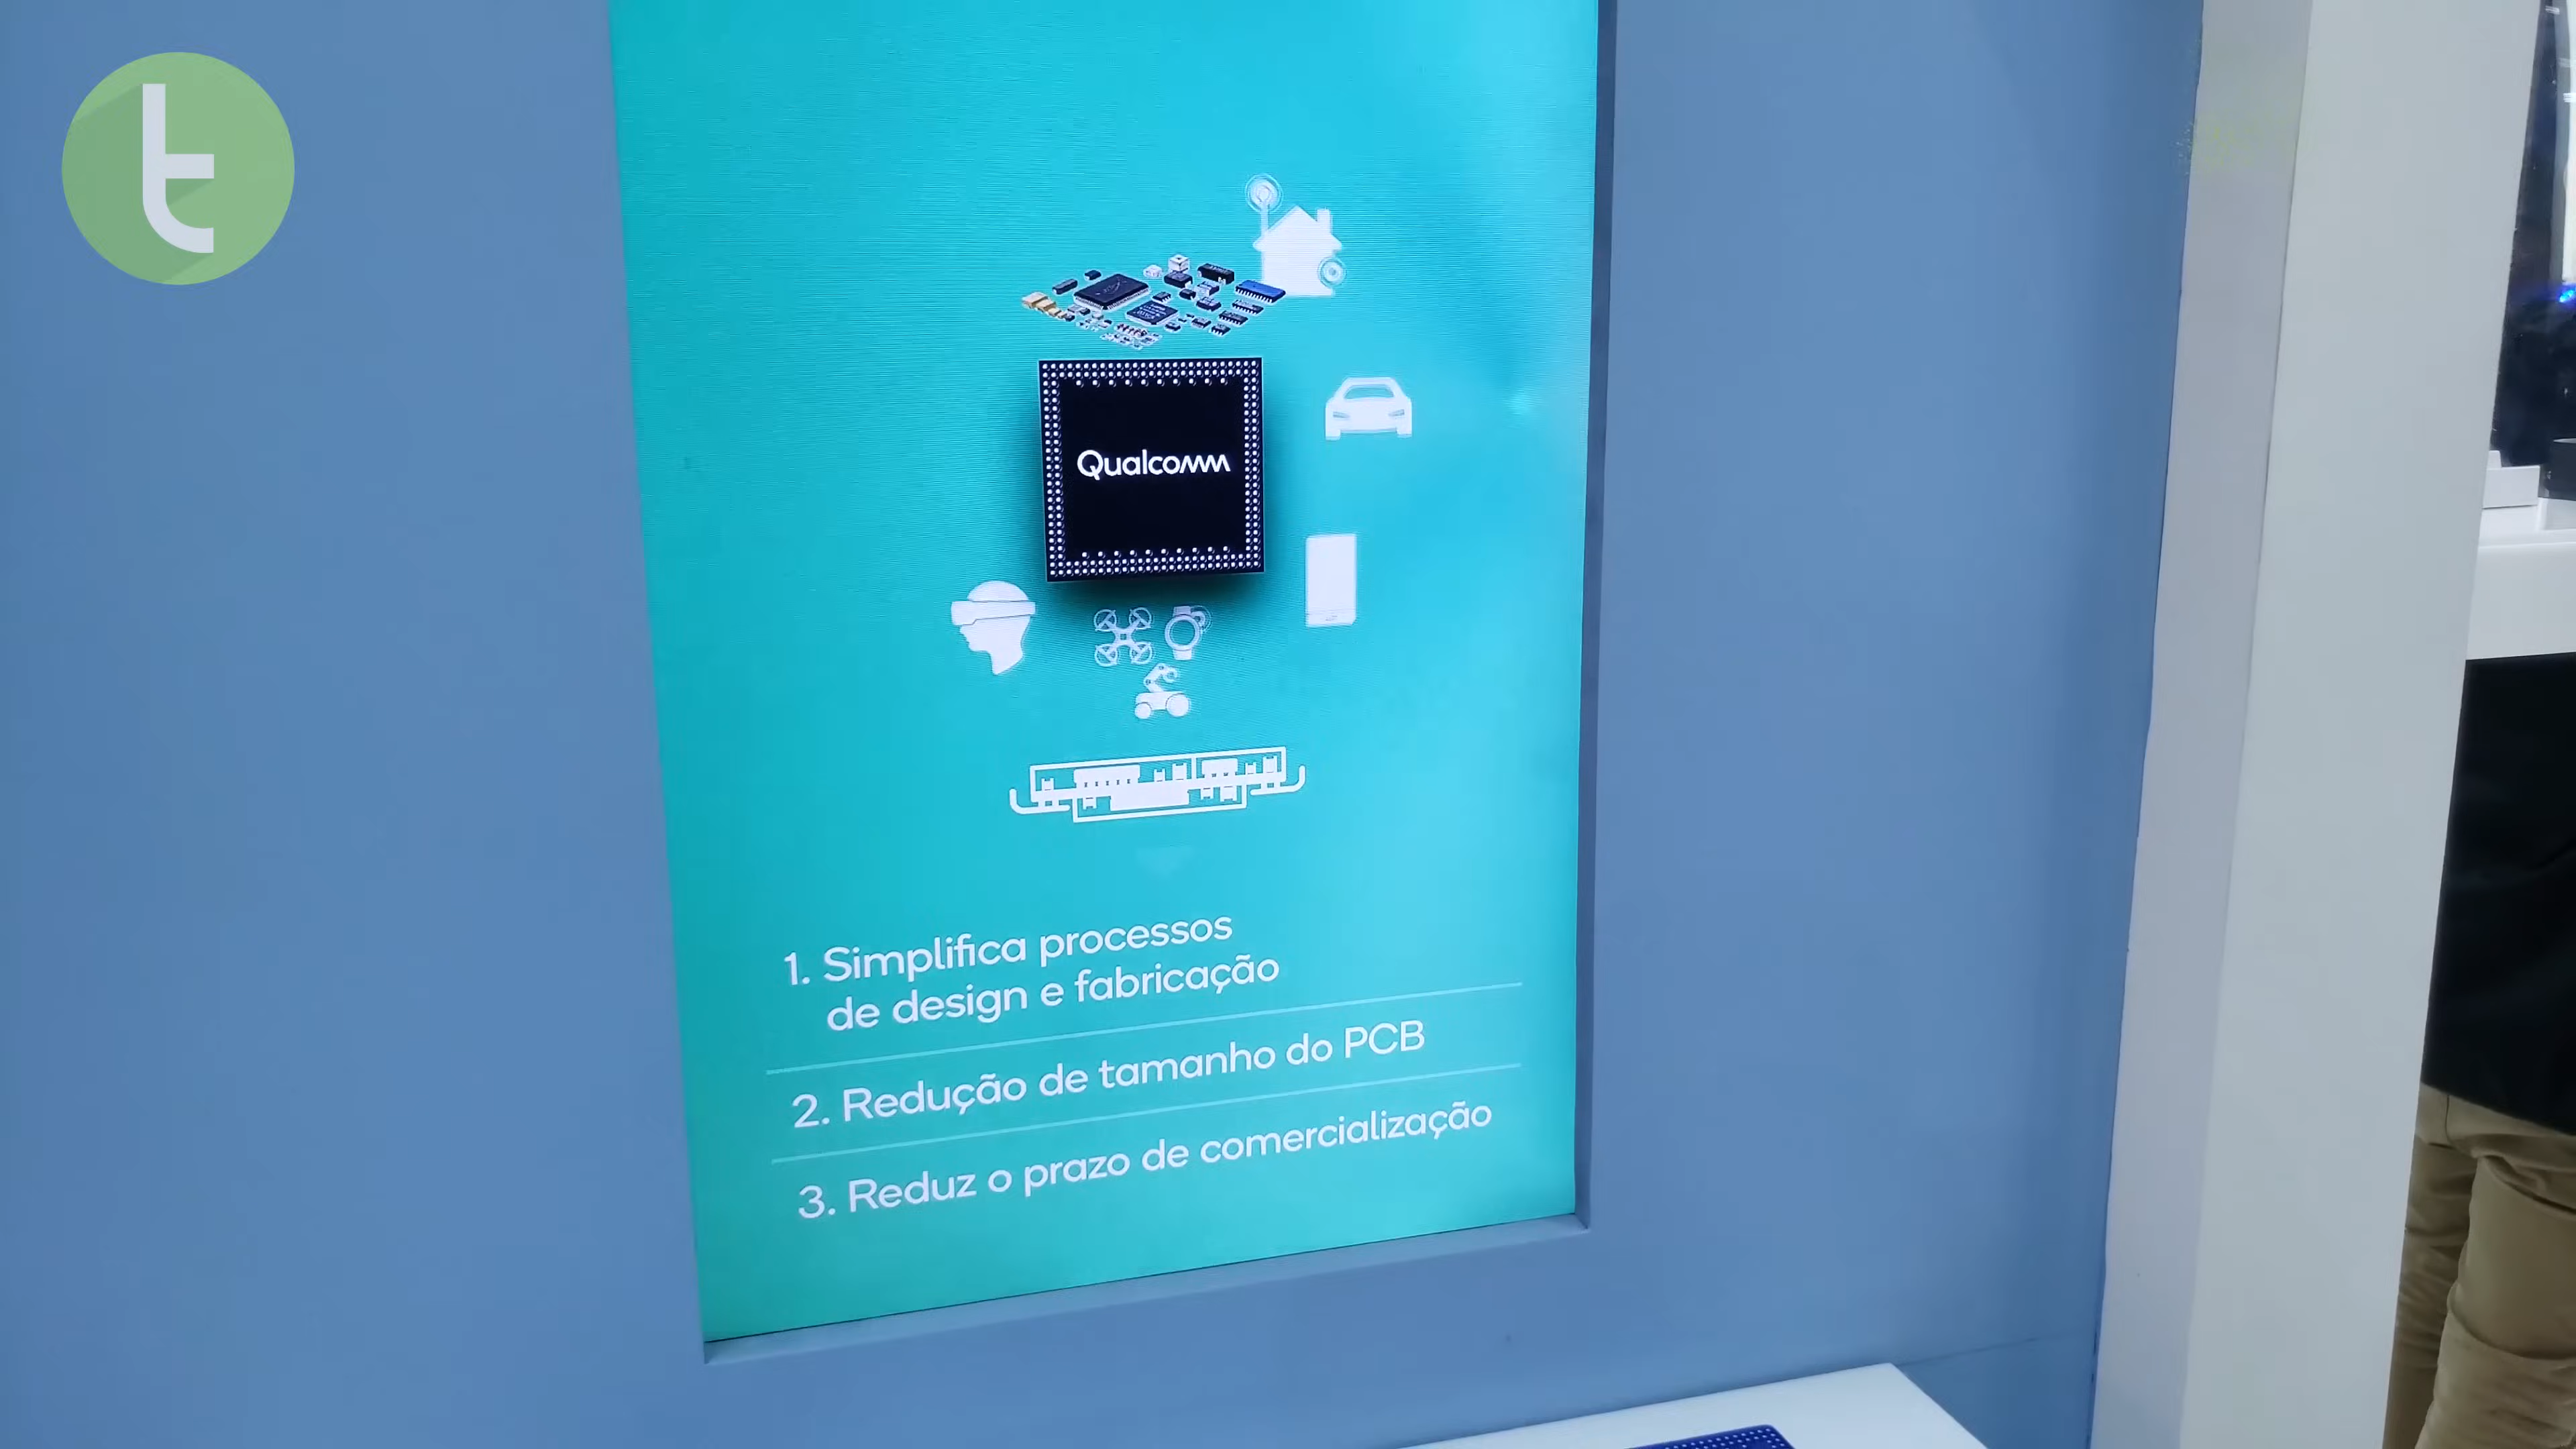 t
Qualcomm
1. Simplifica processos
de design e fabricação
2. Redução de tamanho do PCB
3. Reduz o prazo de comercialização